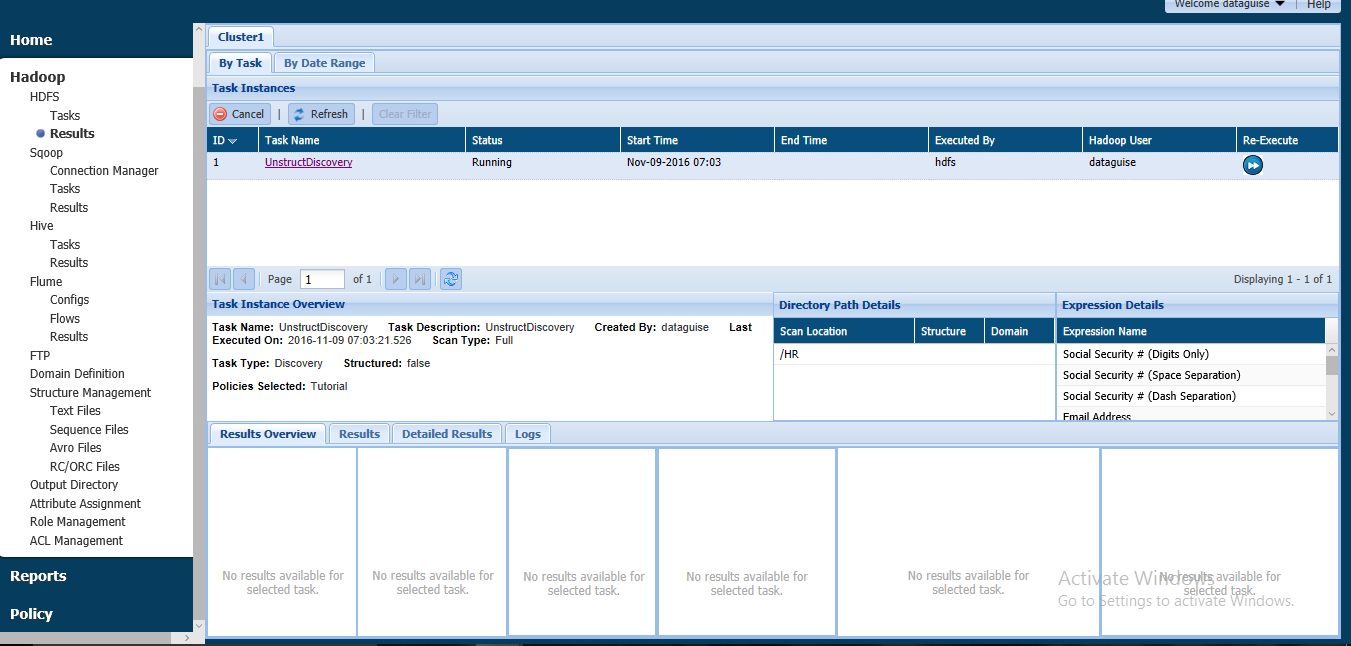 Welcome dataguise | Help
Home
Hadoop
HDFS
Tasks
Results
Sqoop
Connection Manager
Tasks
Results
Hive
Tasks
Results
Flume
Configs
Flows
Results
FTP
Domain Definition
Structure Management
Text Files
Sequence Files
Avro Files
RC/ORC Files
Output Directory
Attribute Assignment
Role Management
ACL Management
Reports
Policy
Cluster1
By Task By Date Range
Task Instances
Cancel | Refresh | Clear Filter
ID Task Name Status Start Time End Time Executed By Hadoop User Re-Execute
1 UnstructDiscovery Running Nov-09-2016 07:03 hdfs dataguise
Page 1 of 1 Displaying 1 - 1 of 1
Task Instance Overview
Task Name: UnstructDiscovery Task Description: UnstructDiscovery Created By: dataguise Last
Executed On: 2016-11-09 07:03:21.526 Scan Type: Full
Task Type: Discovery Structured: false
Policies Selected: Tutorial
Directory Path Details
Scan Location Structure Domain
/HR
Expression Details
Expression Name
Social Security # (Digits Only)
Social Security # (Space Separation)
Social Security # (Dash Separation)
Email Address
Results Overview Results Detailed Results Logs
No results available for
selected task.
No results available for
selected task.
No results available for
selected task.
No results available for
selected task.
No results available for
selected task.
No results available for
selected task.
Activate Windows
Go to Settings to activate Windows.